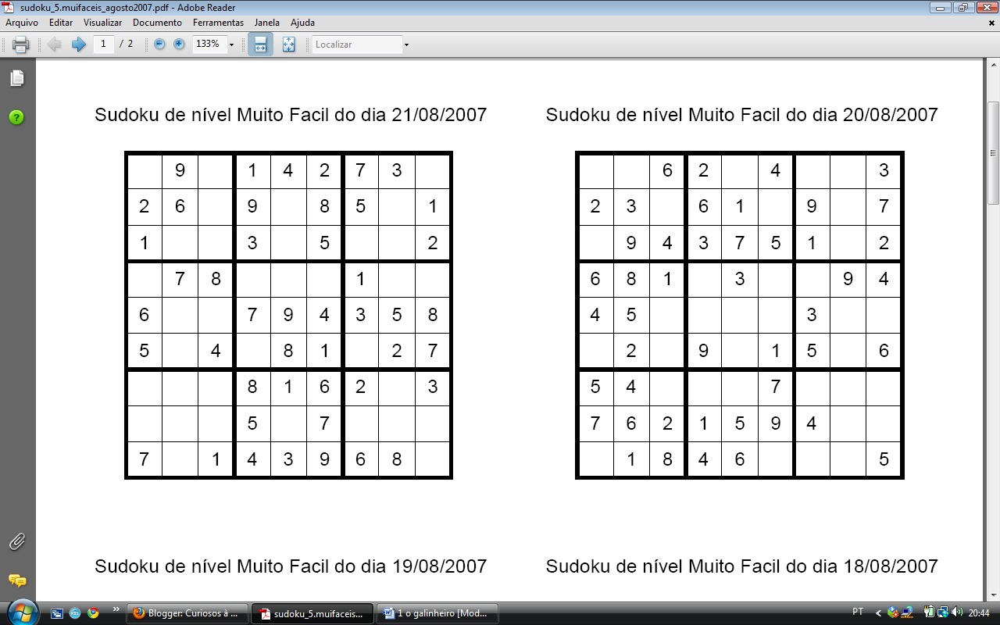 sudoku_5.muifaceis_agosto2007.pdf - Adobe Reader
Arquivo Editar Visualizar Documento Ferramentas Janela Ajuda
1 / 2 133% Localizar
Sudoku de nível Muito Facil do dia 21/08/2007
9 1 4 2 7 3
2 6 9 8 5 1
1 3 5 2
7 8 1
6 7 9 4 3 5 8
5 4 8 1 2 7
8 1 6 2 3
5 7
7 1 4 3 9 6 8
Sudoku de nível Muito Facil do dia 20/08/2007
6 2 4 3
2 3 6 1 9 7
9 4 3 7 5 1 2
6 8 1 3 9 4
4 5 3
2 9 1 5 6
5 4 7
7 6 2 1 5 9 4
1 8 4 6 5
Sudoku de nível Muito Facil do dia 19/08/2007
Sudoku de nível Muito Facil do dia 18/08/2007
» Blogger: Curiosos à ... sudoku_5.muifaceis... 1 o galinheiro [Mod... PT < 20:44